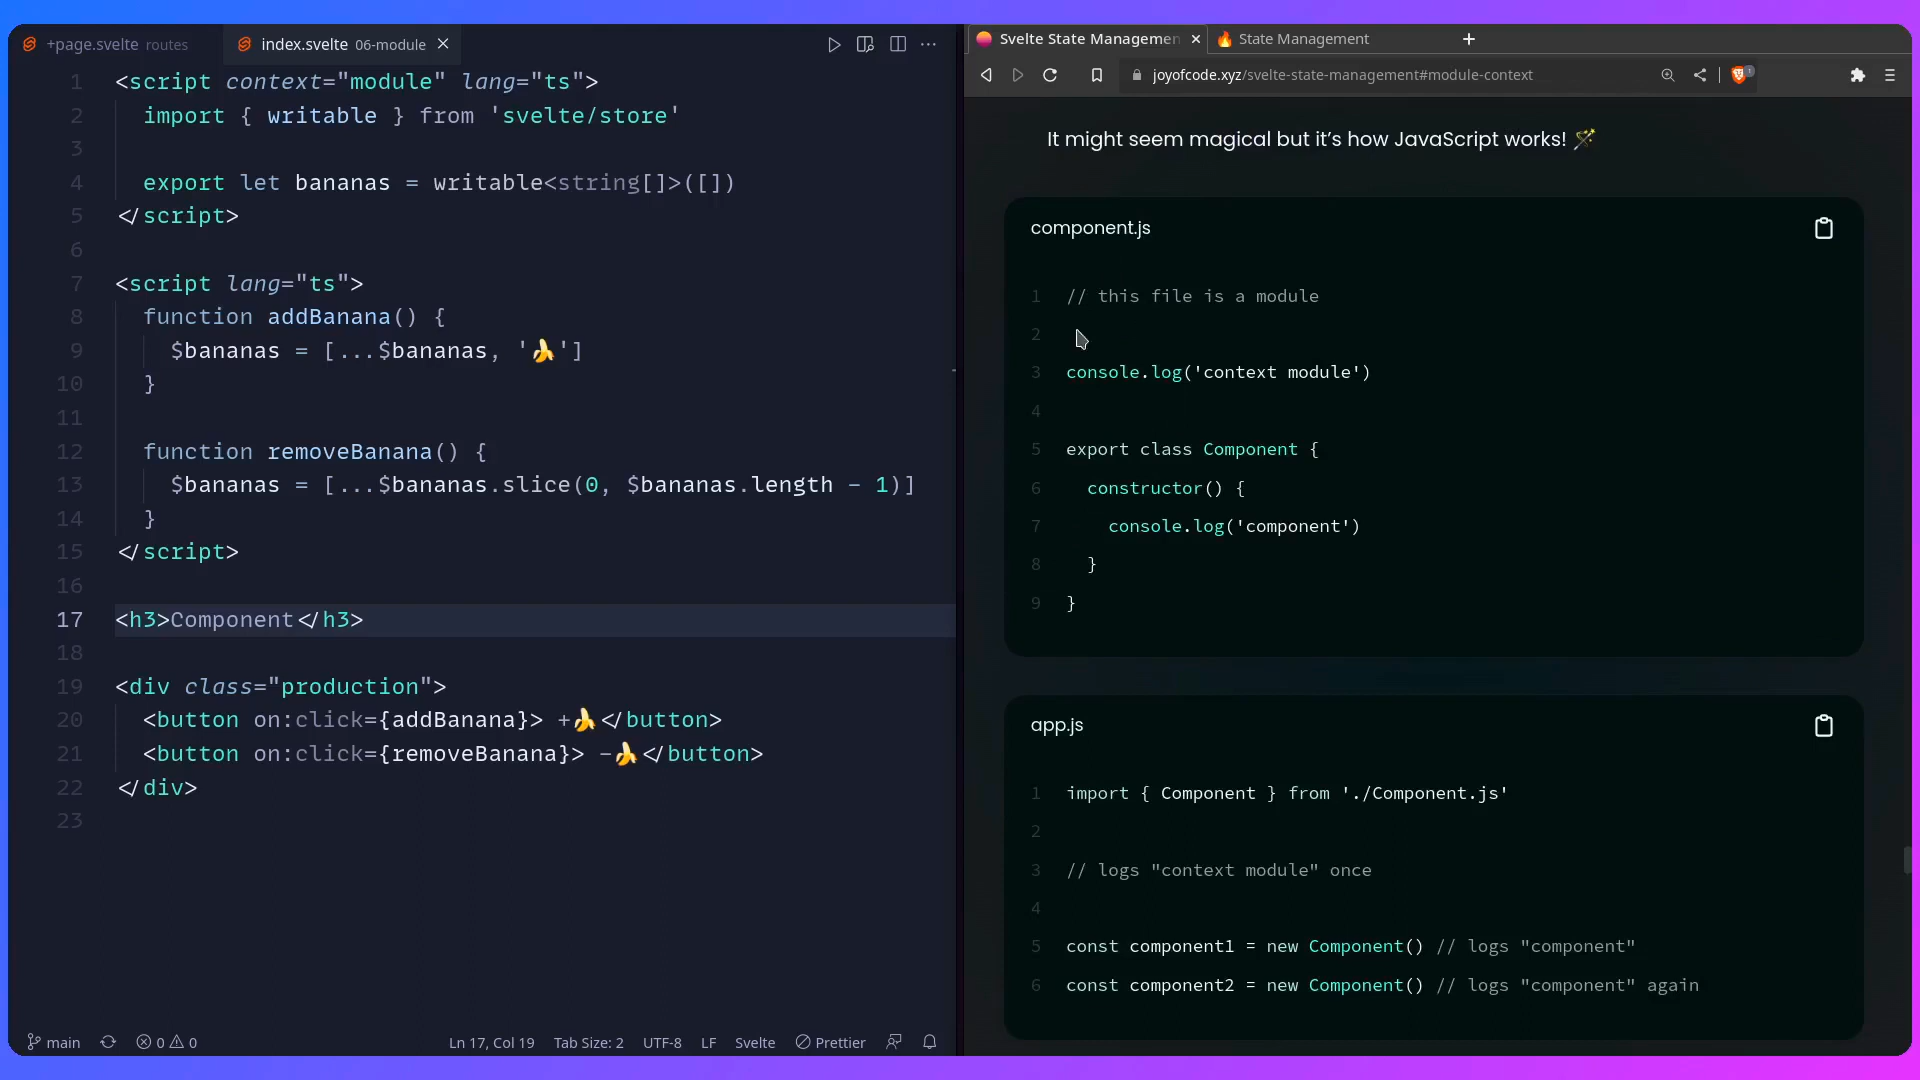 +page.svelte routes
index.svelte 06-module
1 <script context="module" lang="ts">
2 import { writable } from 'svelte/store'
3
4 export let bananas = writable<string[]>([])
5 </script>
6
7 <script lang="ts">
8 function addBanana() {
9 $bananas = [...$bananas, '🍌']
10 }
11
12 function removeBanana() {
13 $bananas = [...$bananas.slice(0, $bananas.length - 1)]
14 }
15 </script>
16
17 <h3>Component</h3>
18
19 <div class="production">
20 <button on:click={addBanana}> +🍌</button>
21 <button on:click={removeBanana}> -🍌</button>
22 </div>
23
main 0 0 Ln 17, Col 19 Tab Size: 2 UTF-8 LF Svelte Prettier
Svelte State Managemen State Management
joyofcode.xyz/svelte-state-management#module-context 1
It might seem magical but it’s how JavaScript works! 🪄
component.js
1 // this file is a module
2
3 console.log('context module')
4
5 export class Component {
6 constructor() {
7 console.log('component')
8 }
9 }
app.js
1 import { Component } from './Component.js'
2
3 // logs "context module" once
4
5 const component1 = new Component() // logs "component"
6 const component2 = new Component() // logs "component" again